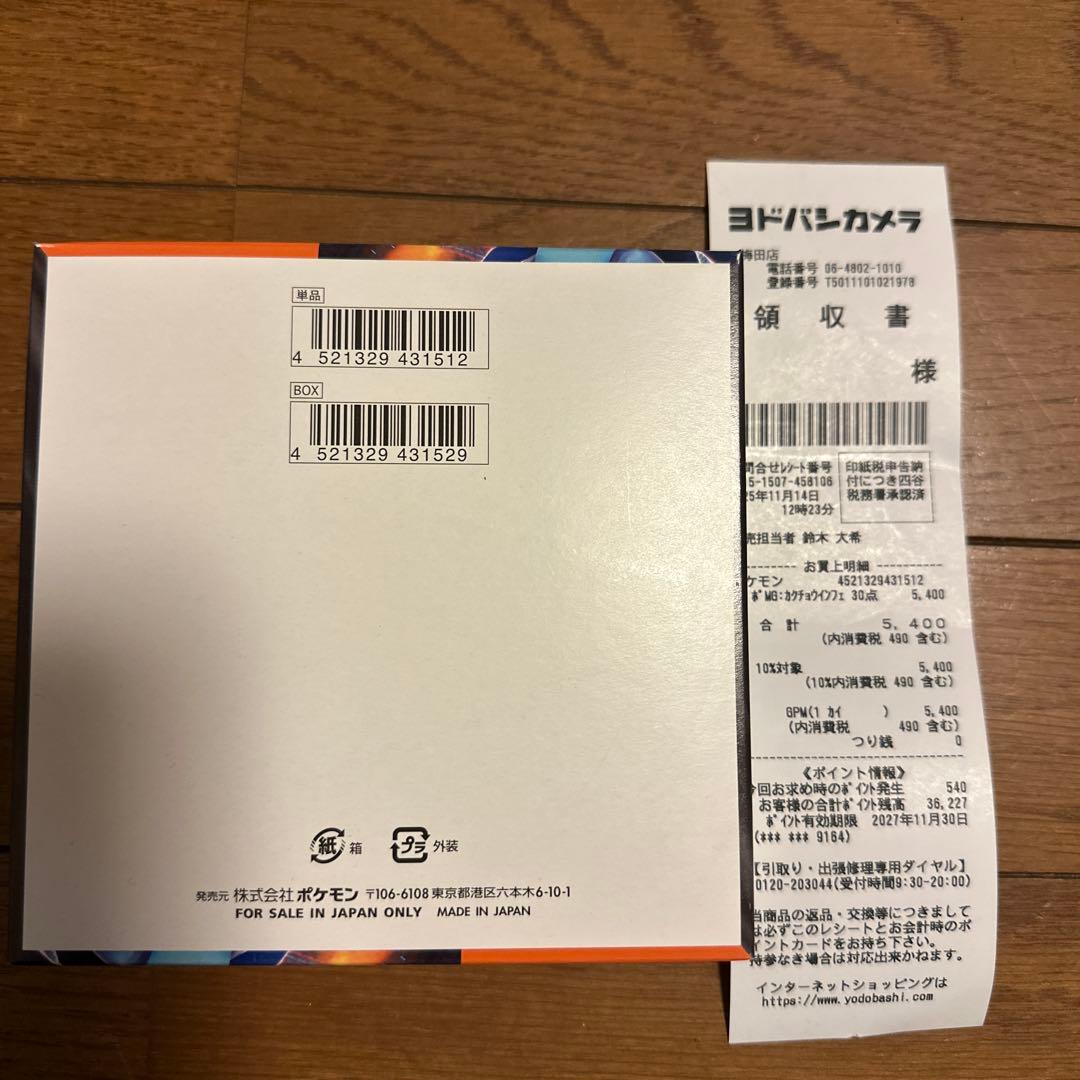 単品
4 521329 431512
BOX
4 521329 431529
紙 箱
プラ 外装
発売元 株式会社ポケモン 〒106-6108 東京都港区六本木6-10-1
FOR SALE IN JAPAN ONLY MADE IN JAPAN
ヨドバシカメラ
梅田店
電話番号 06-4802-1010
登録番号 T5011101021978
領 収 書
様
問合せﾚｼｰﾄ番号
5-1507-458106
25年11月14日
12時23分
印紙税申告納
付につき四谷
税務署承認済
売担当者 鈴木 大希
お買上明細
ケモン 4521329431512
ﾎﾟMG:ｶｸﾁｮｳｲﾝﾌｪ 30点 5,400
合 計 5,400
(内消費税 490 含む)
10%対象 5,400
(10%内消費税 490 含む)
GPM(1 ｶｲ ) 5,400
(内消費税 490 含む)
つり銭 0
《ポイント情報》
今回お求め時のﾎﾟｲﾝﾄ発生 540
お客様の合計ﾎﾟｲﾝﾄ残高 36,227
ﾎﾟｲﾝﾄ有効期限 2027年11月30日
(*** *** 9164)
【引取り・出張修理専用ダイヤル】
0120-203044(受付時間9:30-20:00)
当商品の返品・交換等につきまして
は必ずこのレシートとお会計時のポ
イントカードをお持ち下さい。
持参なき場合は対応出来かねます。
インターネットショッピングは
https://www.yodobashi.com